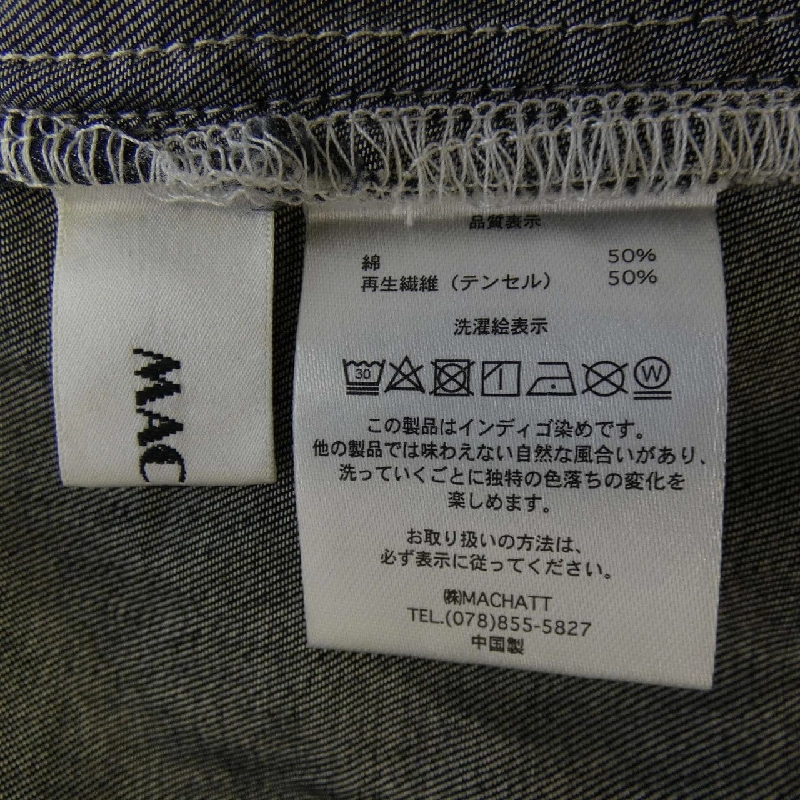 MAC
品質表示
綿 50%
再生繊維（テンセル） 50%
洗濯絵表示
30 W
この製品はインディゴ染めです。
他の製品では味わえない自然な風合いがあり、
洗っていくごとに独特の色落ちの変化を
楽しめます。
お取り扱いの方法は、
必ず表示に従ってください。
㈱MACHATT
TEL.(078)855-5827
中国製